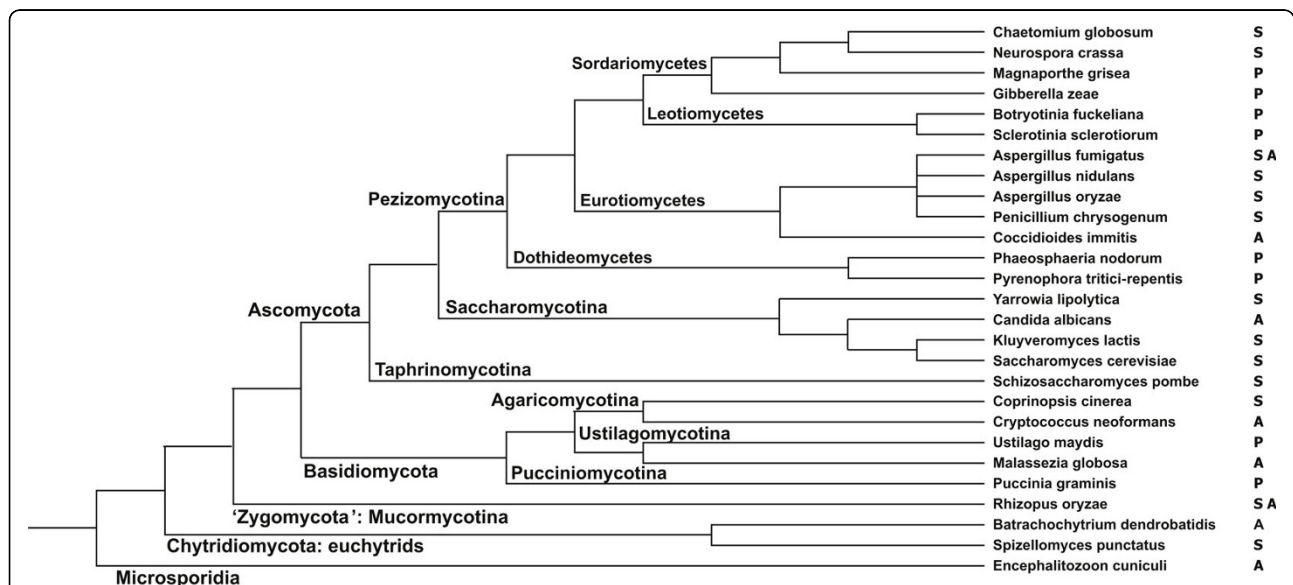 Chaetomium globosum S
Neurospora crassa S
Sordariomycetes
Magnaporthe grisea P
Gibberella zeae P
Leotiomycetes
Botryotinia fuckeliana P
Sclerotinia sclerotiorum P
Aspergillus fumigatus S A
Aspergillus nidulans S
Pezizomycotina
Eurotiomycetes
Aspergillus oryzae S
Penicillium chrysogenum S
Coccidioides immitis A
Dothideomycetes
Phaeosphaeria nodorum P
Pyrenophora tritici-repentis P
Yarrowia lipolytica S
Ascomycota
Saccharomycotina
Candida albicans A
Kluyveromyces lactis S
Saccharomyces cerevisiae S
Taphrinomycotina
Schizosaccharomyces pombe S
Agaricomycotina
Coprinopsis cinerea S
Cryptococcus neoformans A
Ustilagomycotina
Ustilago maydis P
Malassezia globosa A
Basidiomycota
Pucciniomycotina
Puccinia graminis P
Rhizopus oryzae S A
‘Zygomycota’: Mucormycotina
Batrachochytrium dendrobatidis A
Chytridiomycota: euchytrids
Spizellomyces punctatus S
Encephalitozoon cuniculi A
Microsporidia